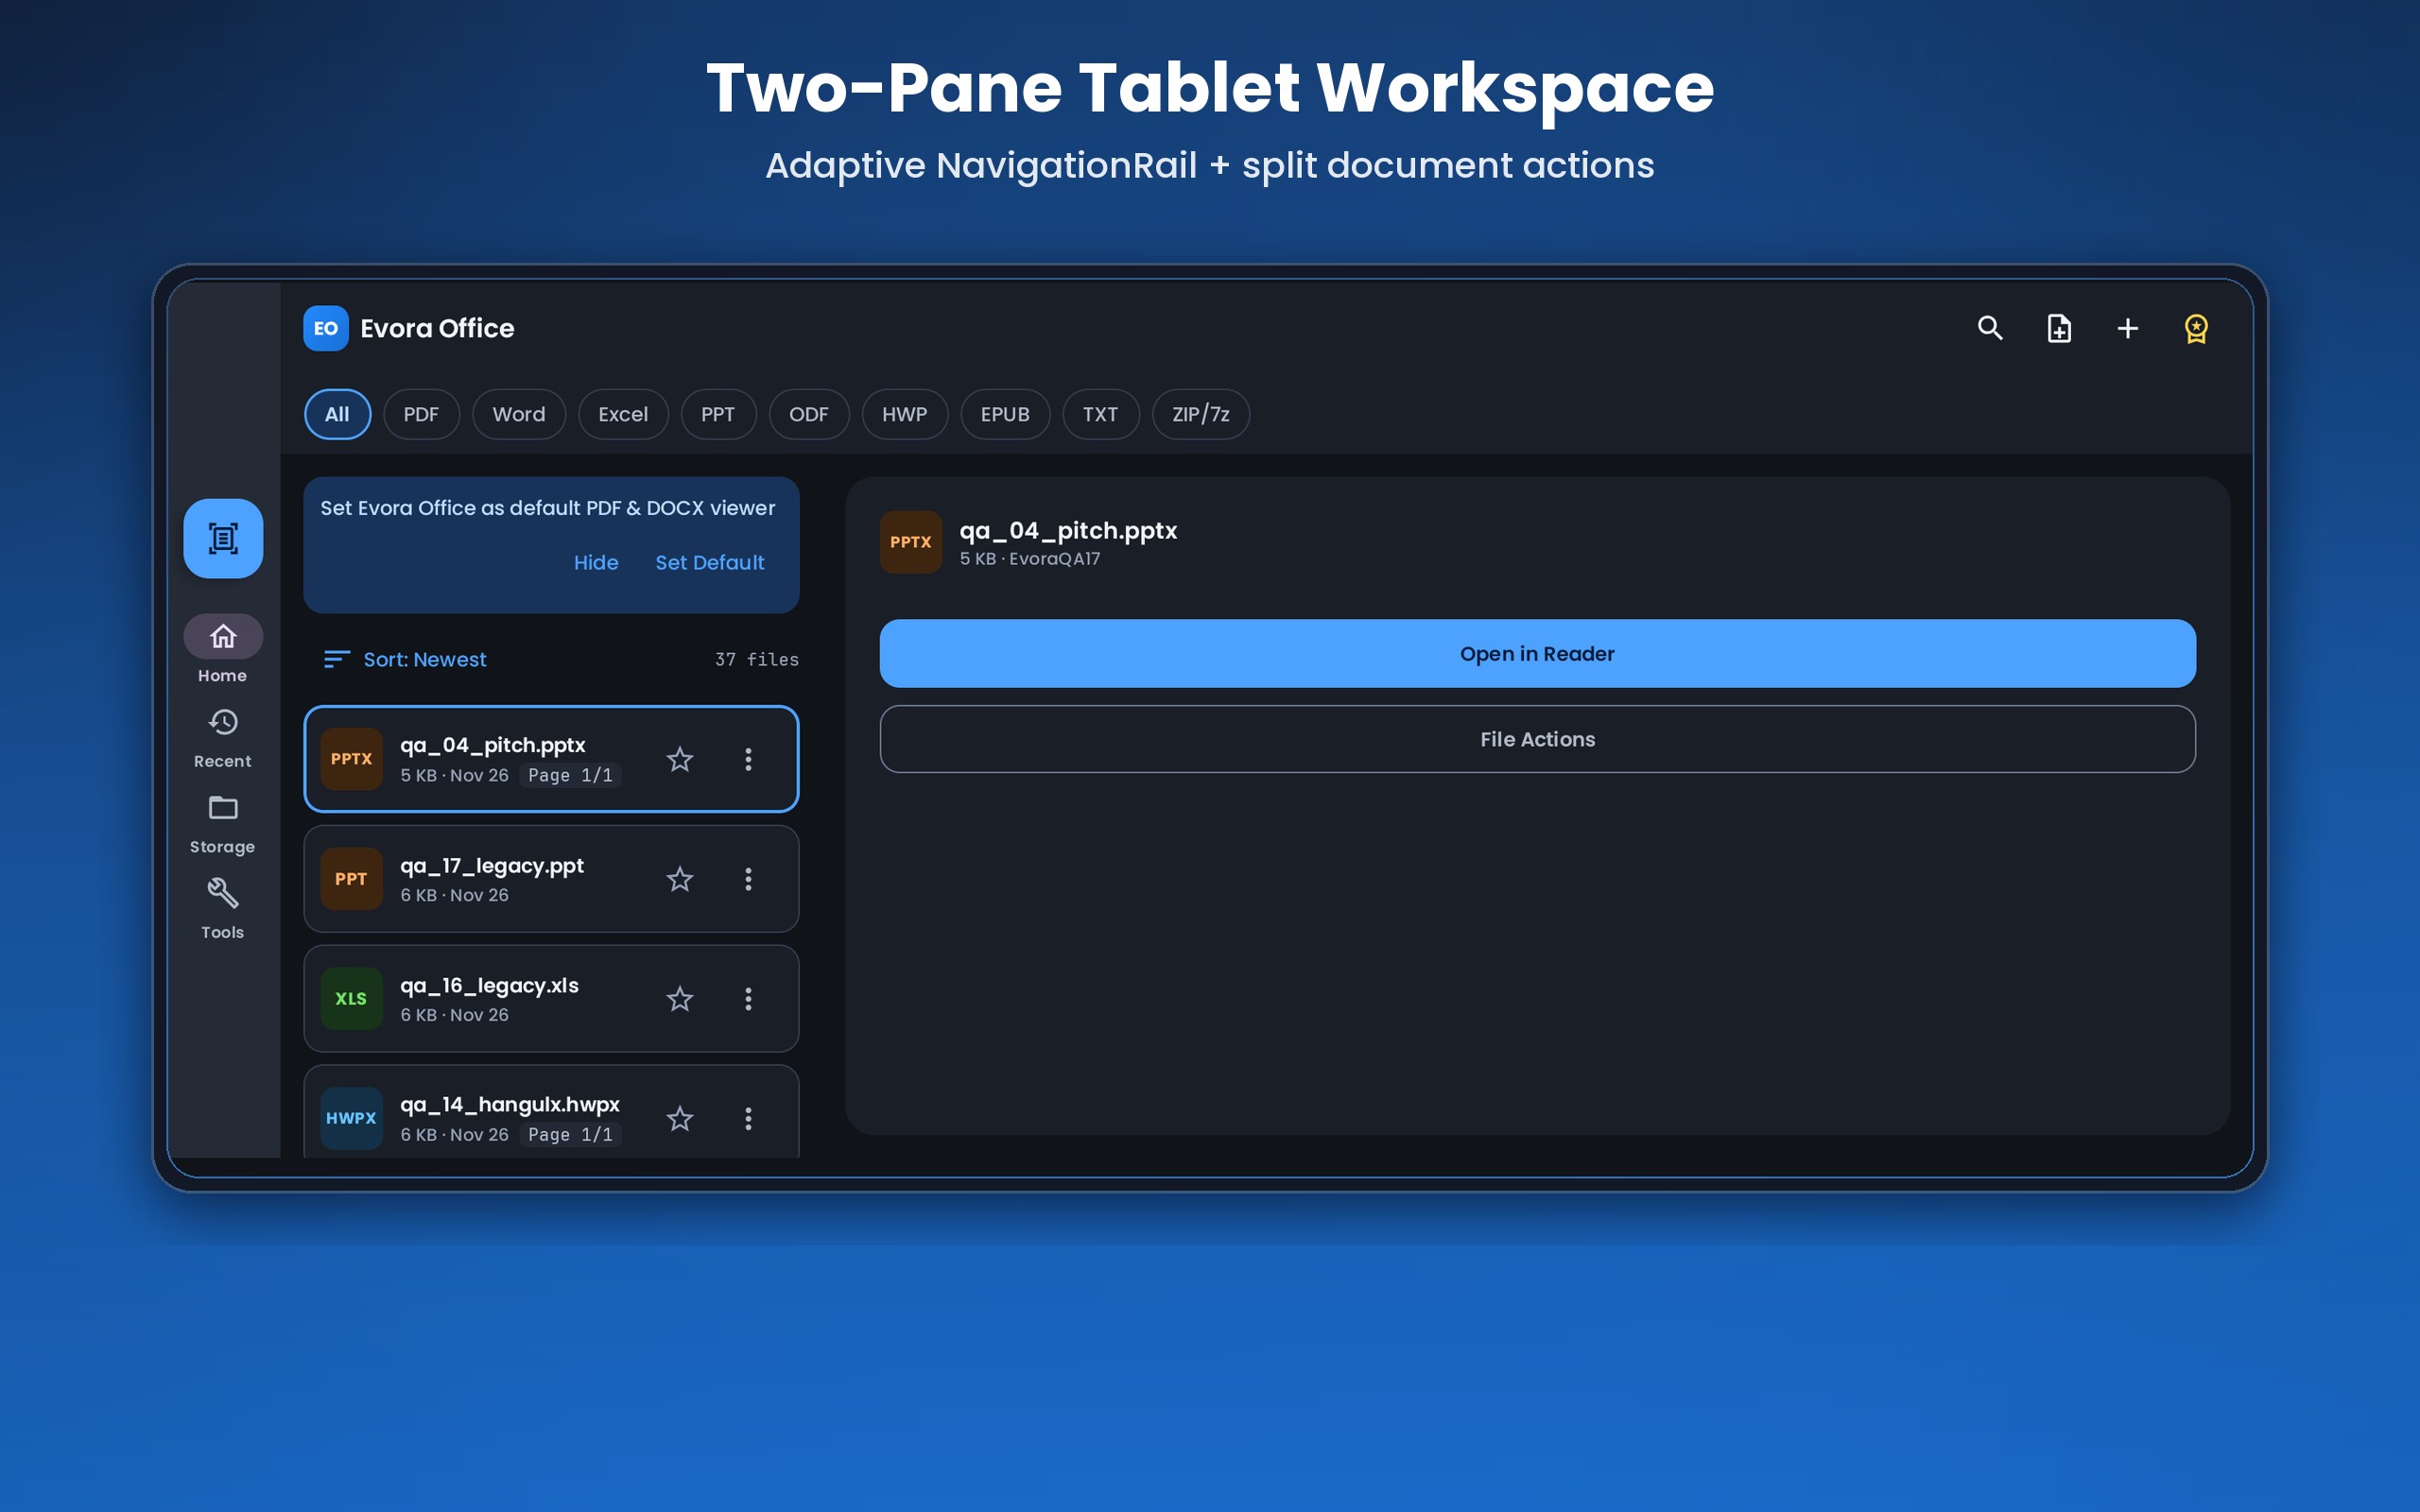 Two-Pane Tablet Workspace
Adaptive NavigationRail + split document actions
EO Evora Office
All PDF Word Excel PPT ODF HWP EPUB TXT ZIP/7z
Home
Recent
Storage
Tools
Set Evora Office as default PDF & DOCX viewer
Hide Set Default
Sort: Newest 37 files
PPTX qa_04_pitch.pptx
5 KB · Nov 26 Page 1/1
PPT qa_17_legacy.ppt
6 KB · Nov 26
XLS qa_16_legacy.xls
6 KB · Nov 26
HWPX qa_14_hangulx.hwpx
6 KB · Nov 26 Page 1/1
PPTX qa_04_pitch.pptx
5 KB · EvoraQA17
Open in Reader
File Actions